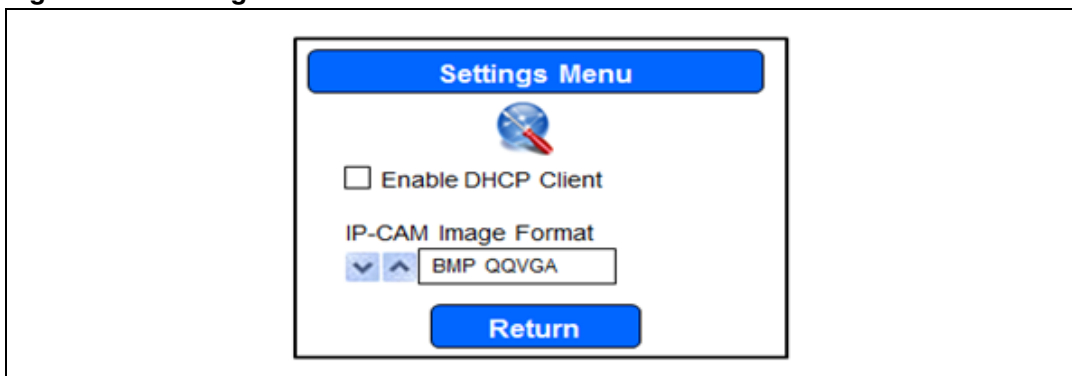 Settings Menu
Enable DHCP Client
IP-CAM Image Format
BMP QQVGA
Return